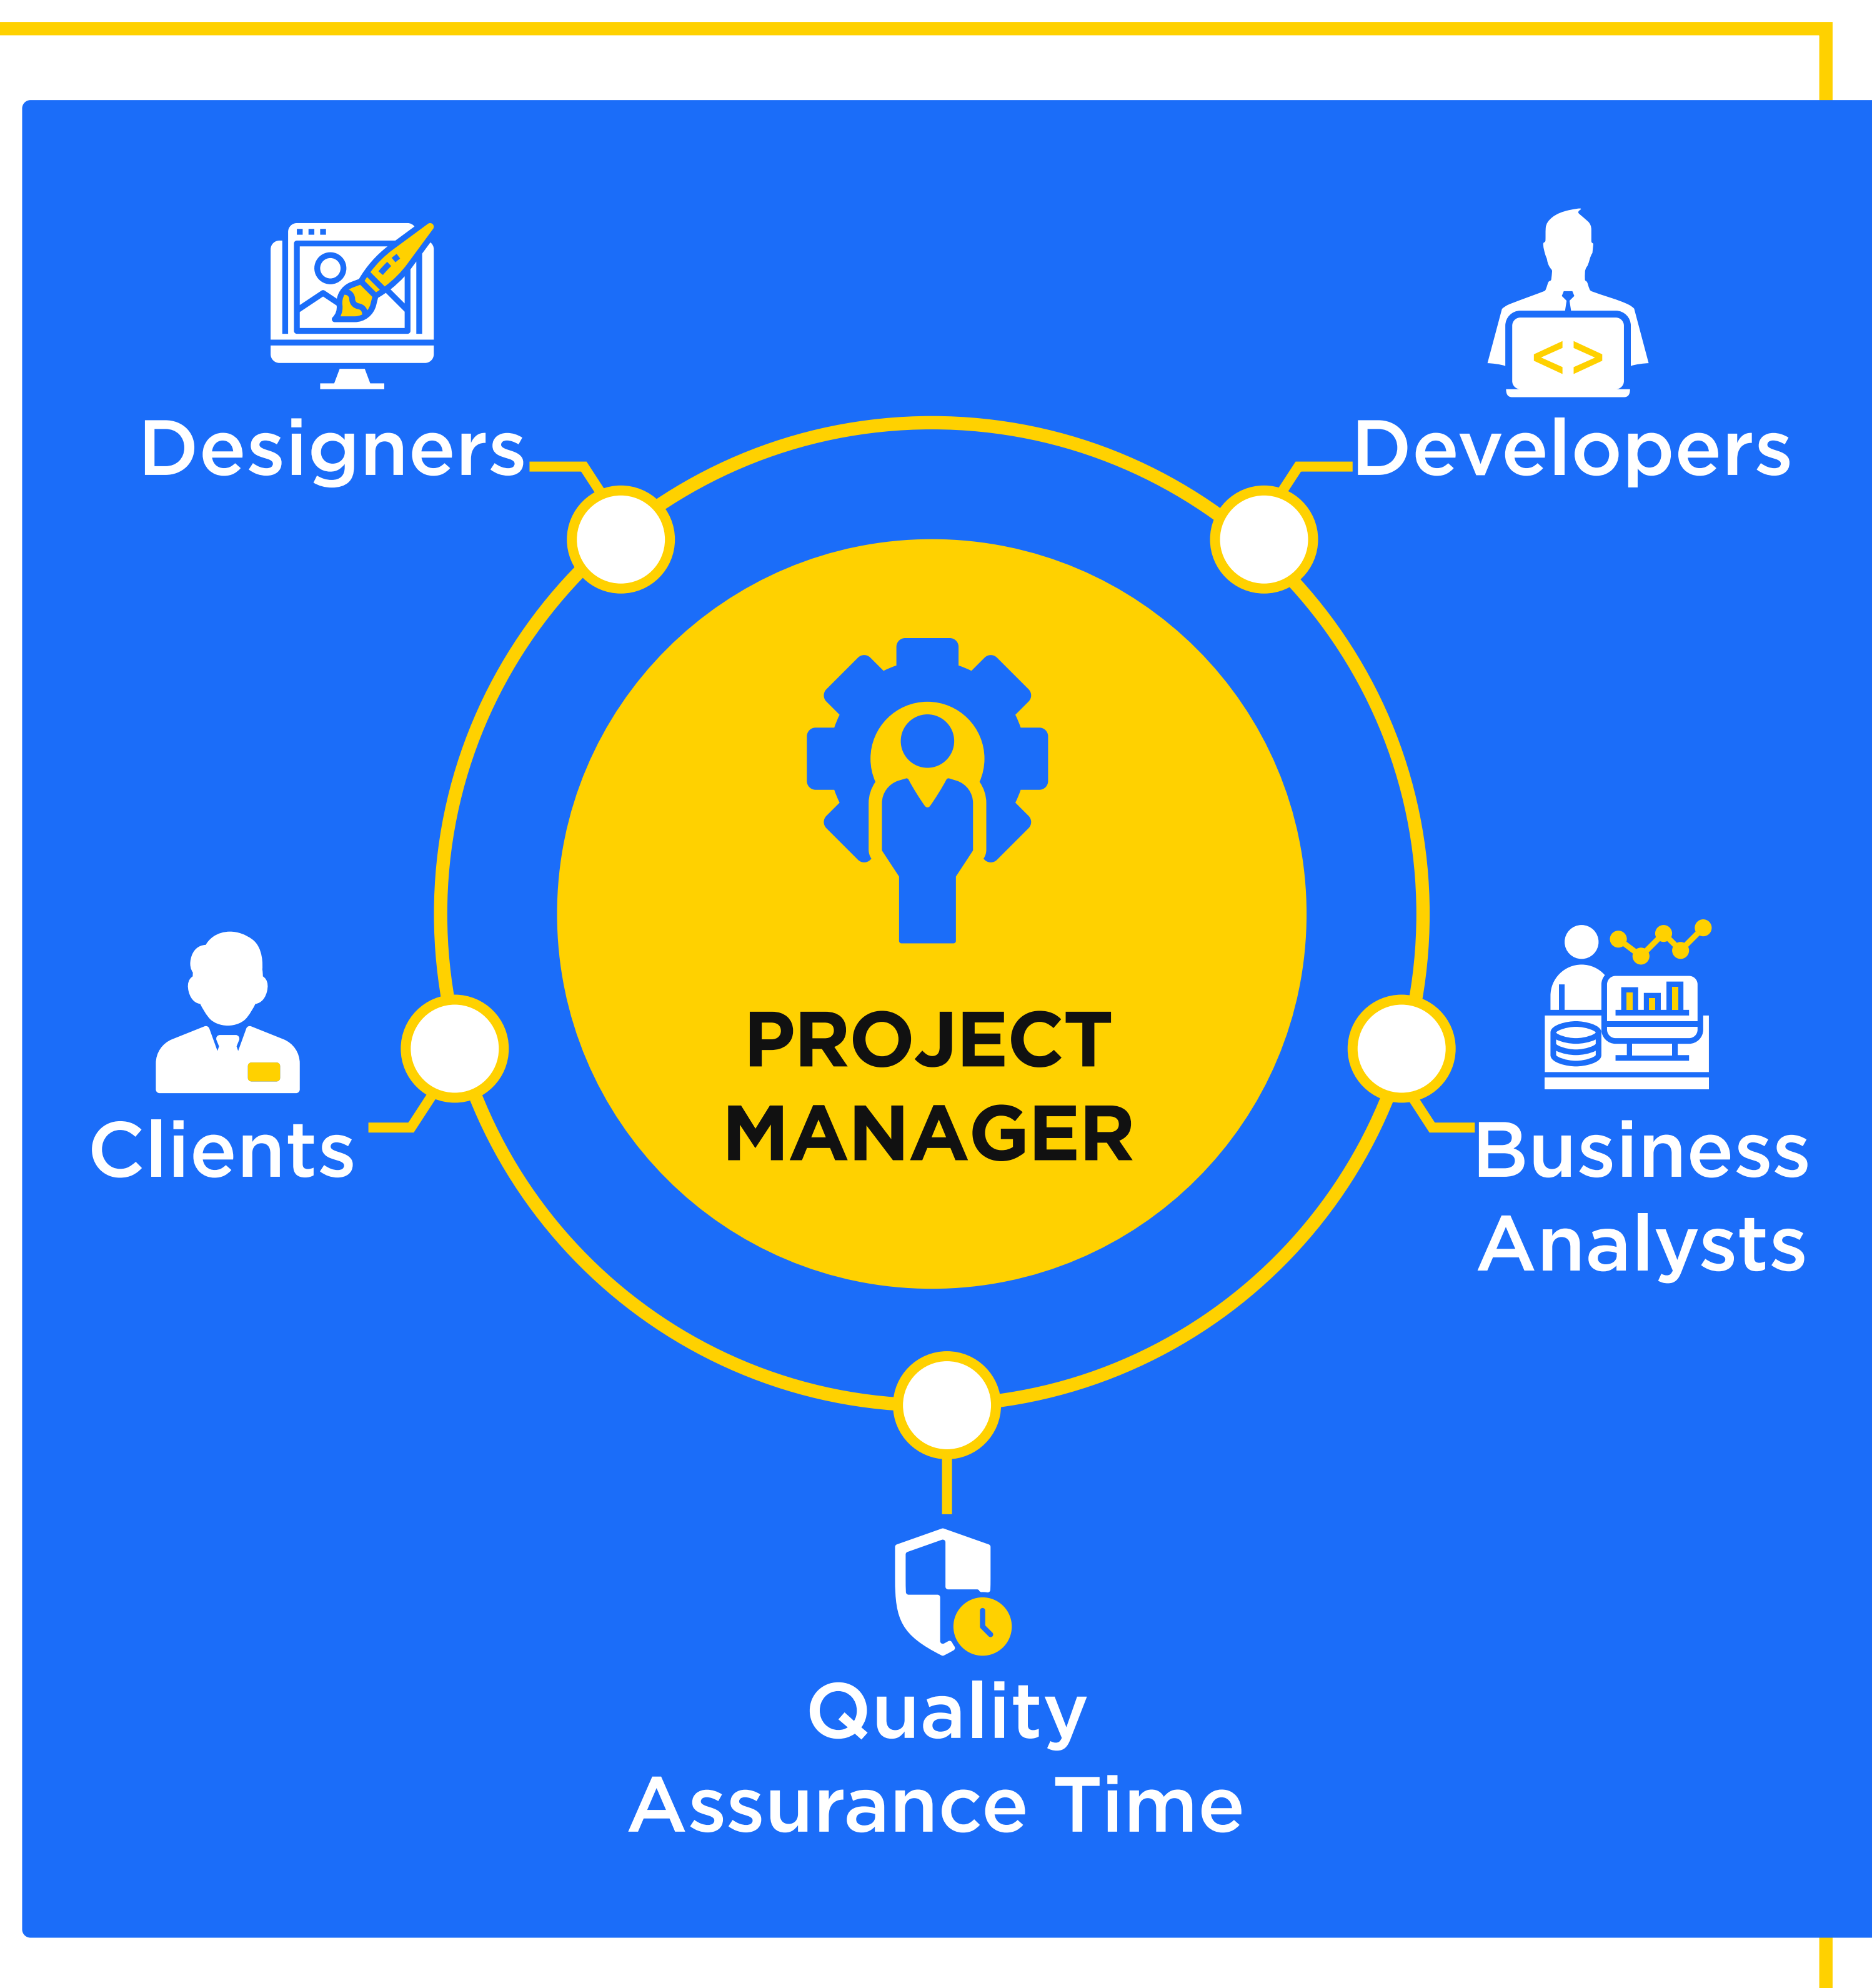 Designers
Developers
PROJECT
MANAGER
Clients
Business
Analysts
Quality
Assurance Time